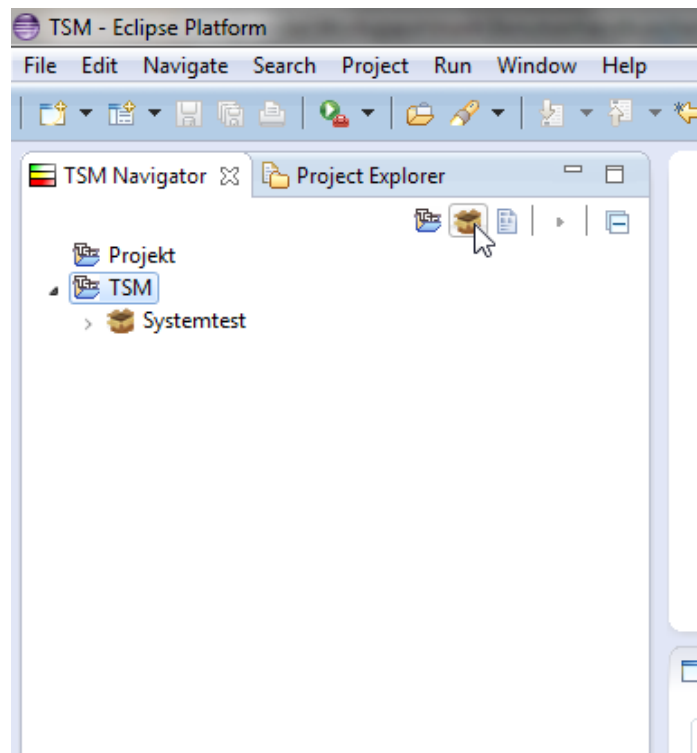 TSM - Eclipse Platform
File Edit Navigate Search Project Run Window Help
TSM Navigator Project Explorer
Projekt
TSM
Systemtest